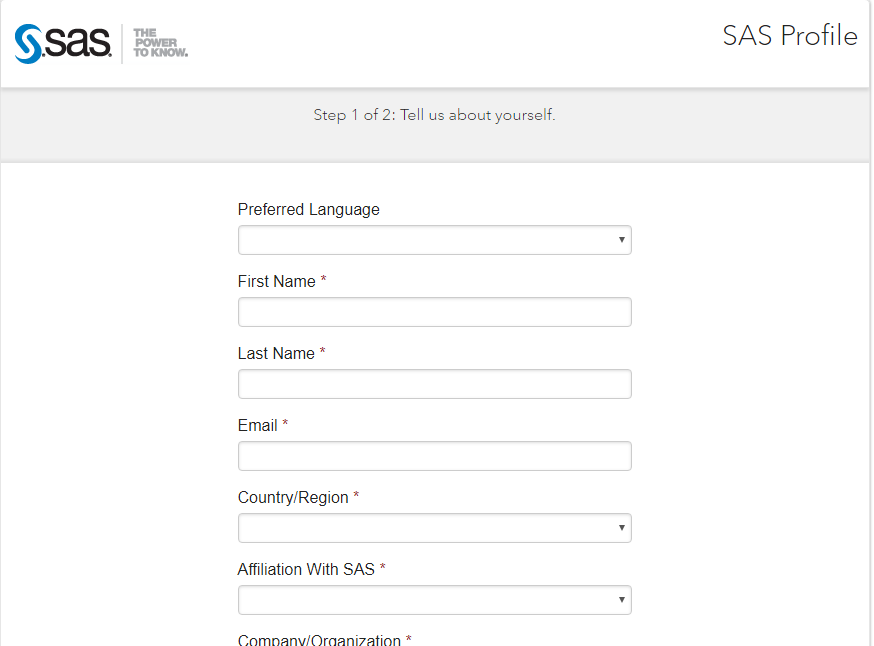 sas.
THE
POWER
TO KNOW.
SAS Profile
Step 1 of 2: Tell us about yourself.
Preferred Language
First Name *
Last Name *
Email *
Country/Region *
Affiliation With SAS *
Company/Organization *